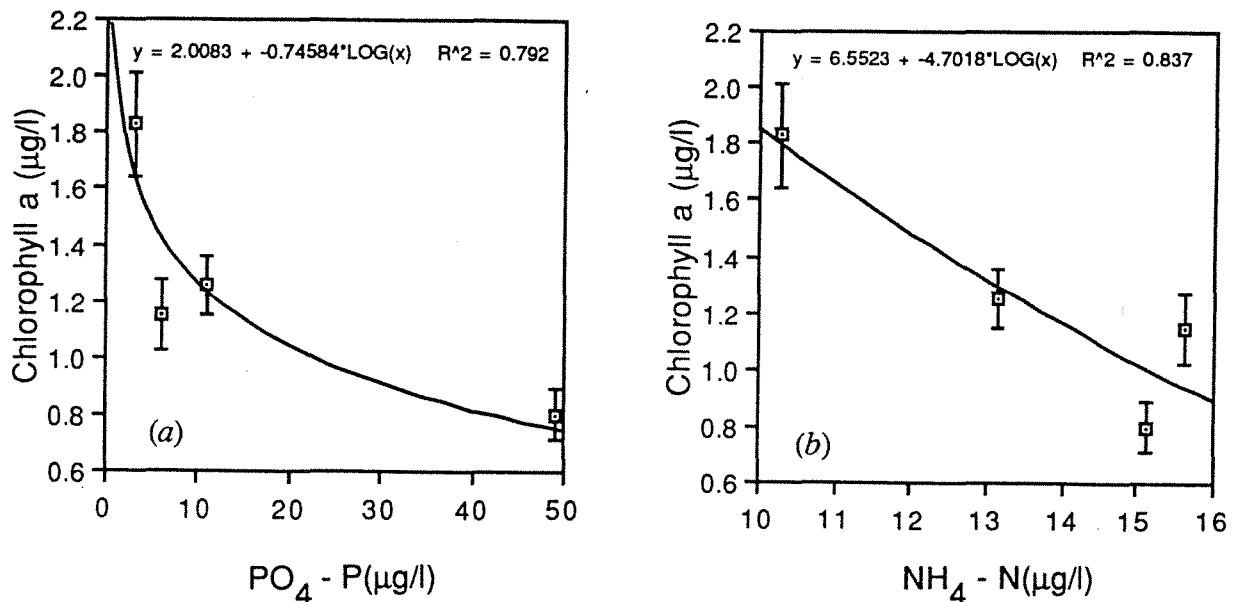 y = 2.0083 + -0.74584*LOG(x) R^2 = 0.792
Chlorophyll a (µg/l)
2.2
2.0
1.8
1.6
1.4
1.2
1.0
0.8
0.6
(a)
0 10 20 30 40 50
PO4 - P(µg/l)
y = 6.5523 + -4.7018*LOG(x) R^2 = 0.837
Chlorophyll a (µg/l)
2.2
2.0
1.8
1.6
1.4
1.2
1.0
0.8
0.6
(b)
10 11 12 13 14 15 16
NH4 - N(µg/l)